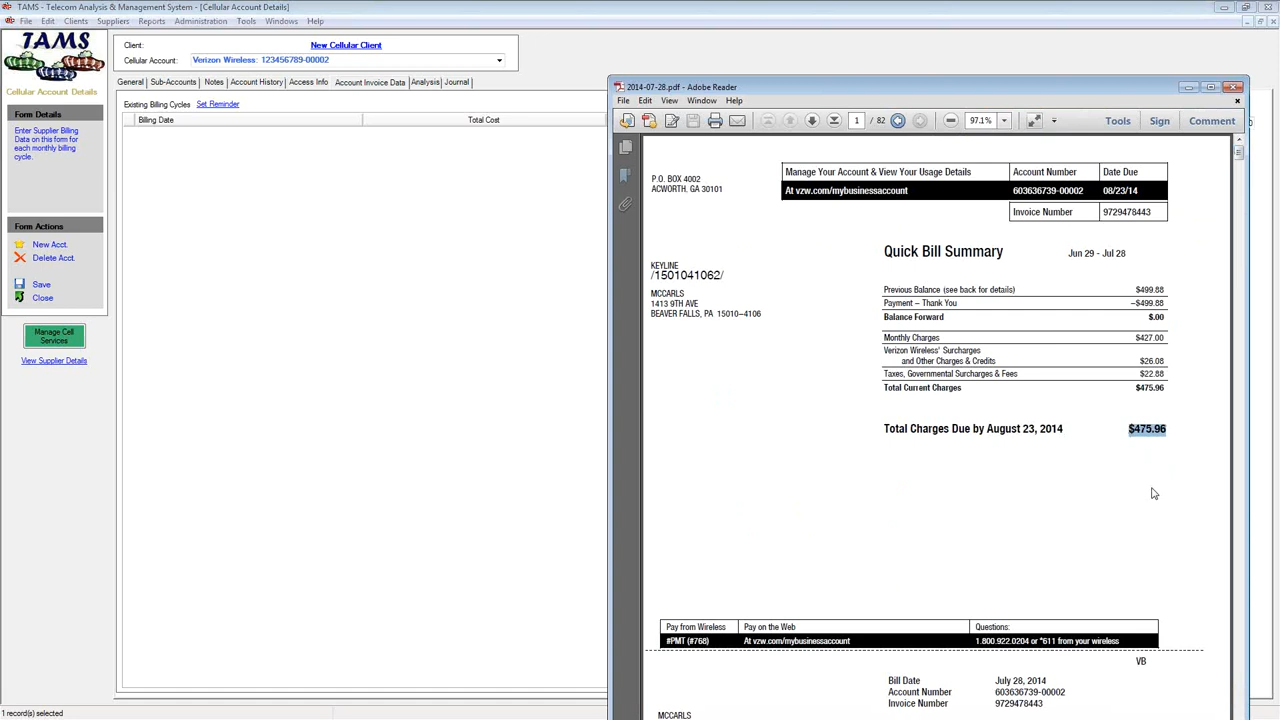 TAMS - Telecom Analysis & Management System - [Cellular Account Details]
File Edit Clients Suppliers Reports Administration Tools Windows Help
TAMS
Cellular Account Details
Form Details
Enter Supplier Billing
Data on this form for
each monthly billing
cycle.
Form Actions
New Acct.
Delete Acct.
Save
Close
Manage Cell
Services
View Supplier Details
Client: New Cellular Client
Cellular Account: Verizon Wireless: 123456789-00002
General Sub-Accounts Notes Account History Access Info Account Invoice Data Analysis Journal
Existing Billing Cycles Set Reminder
Billing Date Total Cost
1 record(s) selected
2014-07-28.pdf - Adobe Reader
File Edit View Window Help
1 / 82 97.1% Tools Sign Comment
P.O. BOX 4002
ACWORTH, GA 30101
Manage Your Account & View Your Usage Details Account Number Date Due
At vzw.com/mybusinessaccount 603636739-00002 08/23/14
Invoice Number 9729478443
KEYLINE
/1501041062/
MCCARLS
1413 9TH AVE
BEAVER FALLS, PA 15010–4106
Quick Bill Summary Jun 29 - Jul 28
Previous Balance (see back for details) $499.88
Payment – Thank You –$499.88
Balance Forward $.00
Monthly Charges $427.00
Verizon Wireless' Surcharges
and Other Charges & Credits $26.08
Taxes, Governmental Surcharges & Fees $22.88
Total Current Charges $475.96
Total Charges Due by August 23, 2014 $475.96
Pay from Wireless Pay on the Web Questions:
#PMT (#768) At vzw.com/mybusinessaccount 1.800.922.0204 or *611 from your wireless
VB
Bill Date July 28, 2014
Account Number 603636739-00002
Invoice Number 9729478443
MCCARLS